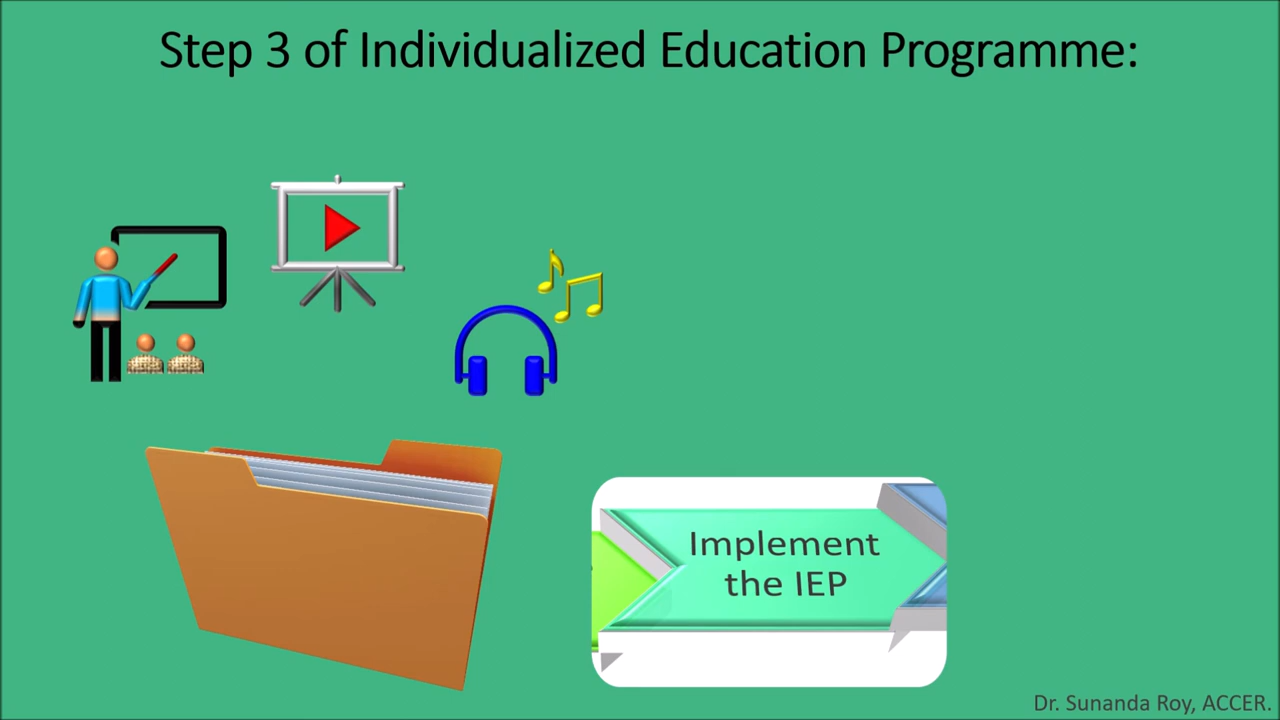 Step 3 of Individualized Education Programme:
Implement
the IEP
Dr. Sunanda Roy, ACCER.